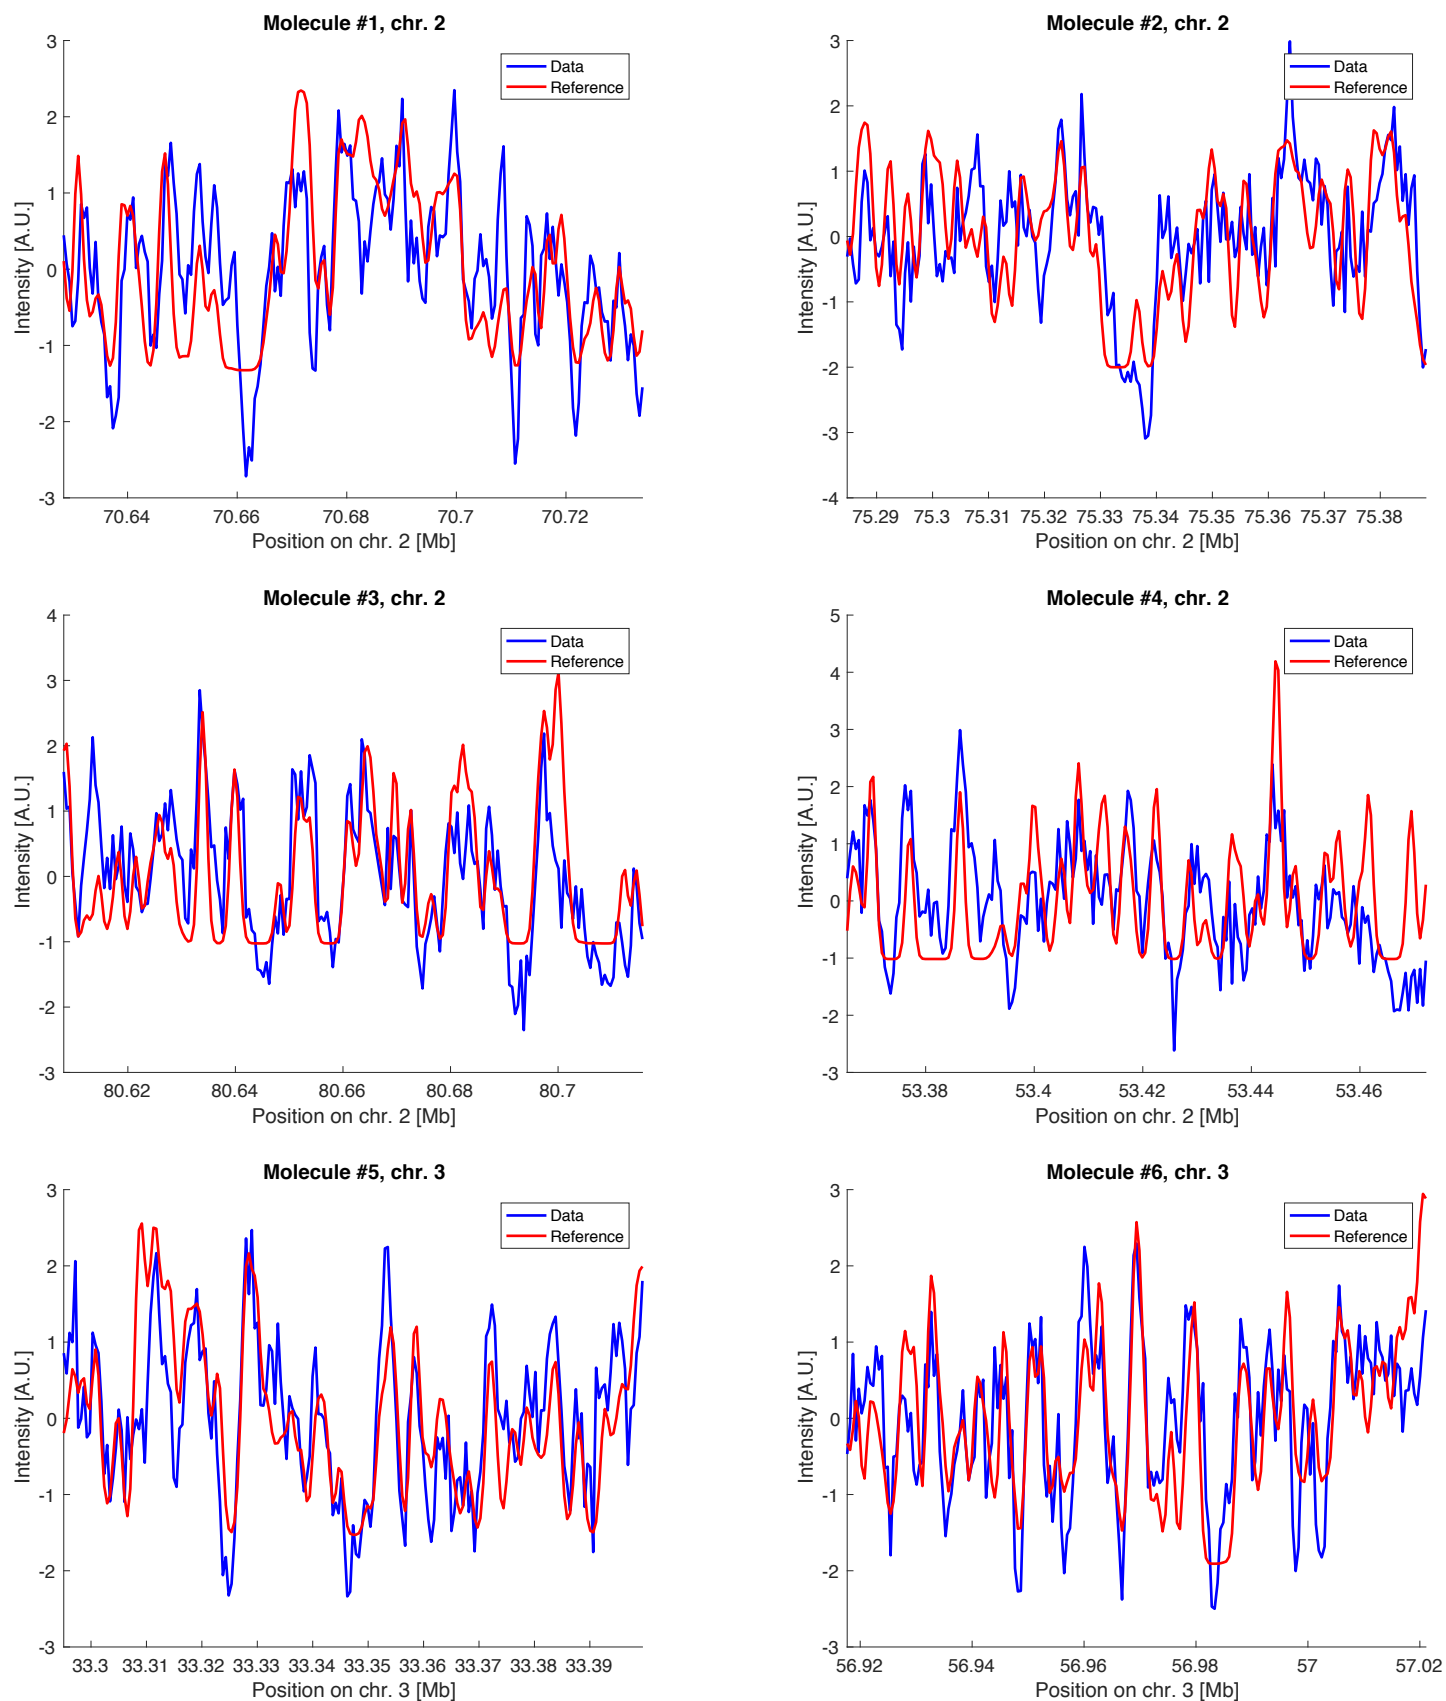 Molecule #1, chr. 2
Intensity [A.U.]
3
2
1
0
-1
-2
-3
Data
Reference
70.64 70.66 70.68 70.7 70.72
Position on chr. 2 [Mb]
Molecule #2, chr. 2
Intensity [A.U.]
3
2
1
0
-1
-2
-3
-4
Data
Reference
75.29 75.3 75.31 75.32 75.33 75.34 75.35 75.36 75.37 75.38
Position on chr. 2 [Mb]
Molecule #3, chr. 2
Intensity [A.U.]
4
3
2
1
0
-1
-2
-3
Data
Reference
80.62 80.64 80.66 80.68 80.7
Position on chr. 2 [Mb]
Molecule #4, chr. 2
Intensity [A.U.]
5
4
3
2
1
0
-1
-2
-3
Data
Reference
53.38 53.4 53.42 53.44 53.46
Position on chr. 2 [Mb]
Molecule #5, chr. 3
Intensity [A.U.]
3
2
1
0
-1
-2
-3
Data
Reference
33.3 33.31 33.32 33.33 33.34 33.35 33.36 33.37 33.38 33.39
Position on chr. 3 [Mb]
Molecule #6, chr. 3
Intensity [A.U.]
3
2
1
0
-1
-2
-3
Data
Reference
56.92 56.94 56.96 56.98 57 57.02
Position on chr. 3 [Mb]